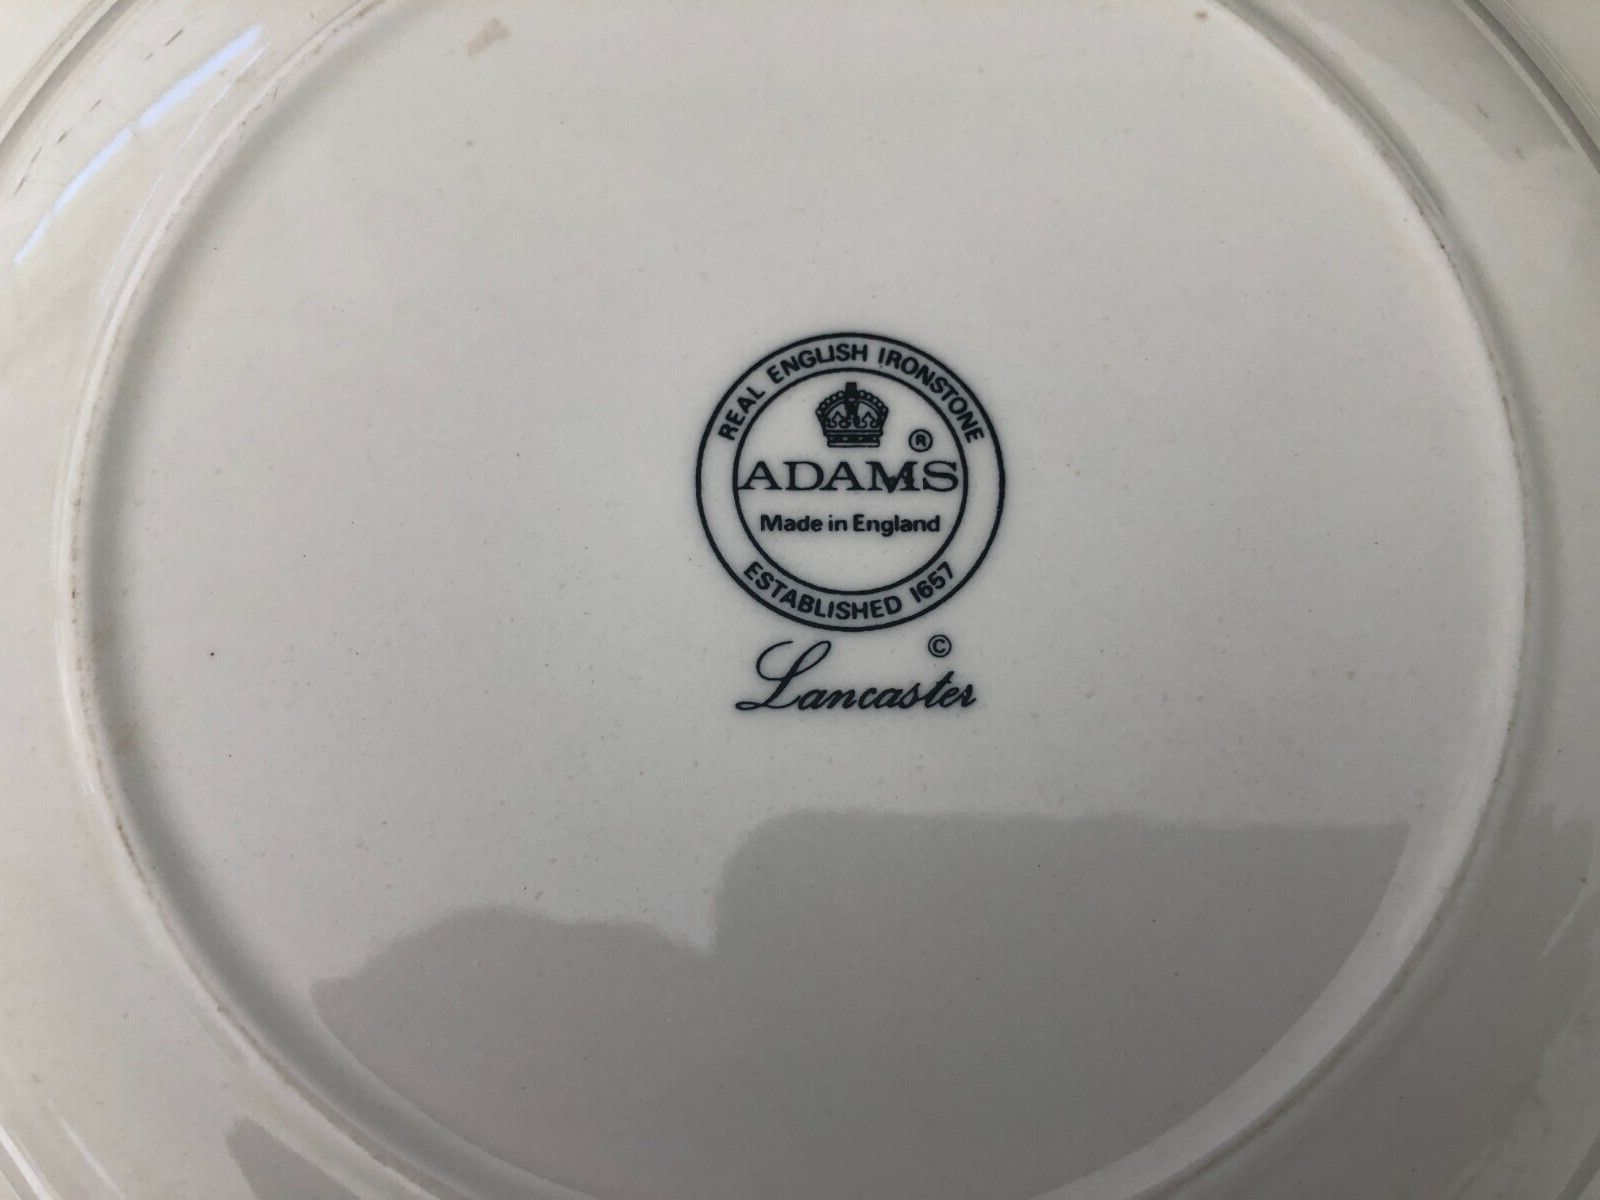 REAL ENGLISH IRONSTONE
®
ADAMS
Made in England
ESTABLISHED 1657
©
Lancaster